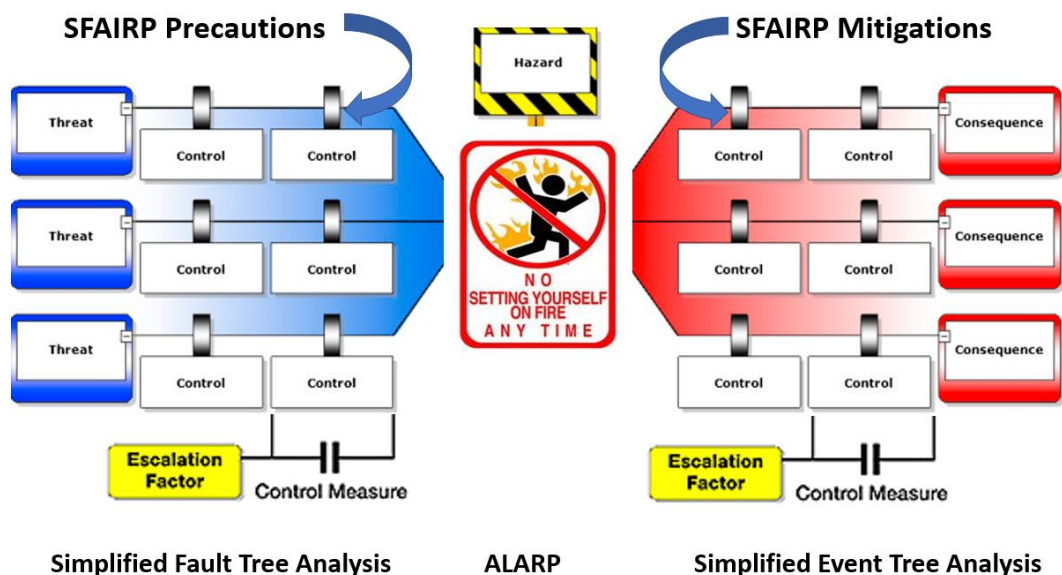 SFAIRP Precautions
SFAIRP Mitigations
Hazard
Threat
Control
Control
Control
Control
Consequence
Threat
Control
Control
Control
Control
Consequence
NO
SETTING YOURSELF
ON FIRE
ANY TIME
Threat
Control
Control
Control
Control
Consequence
Escalation
Factor
Control Measure
Escalation
Factor
Control Measure
Simplified Fault Tree Analysis
ALARP
Simplified Event Tree Analysis